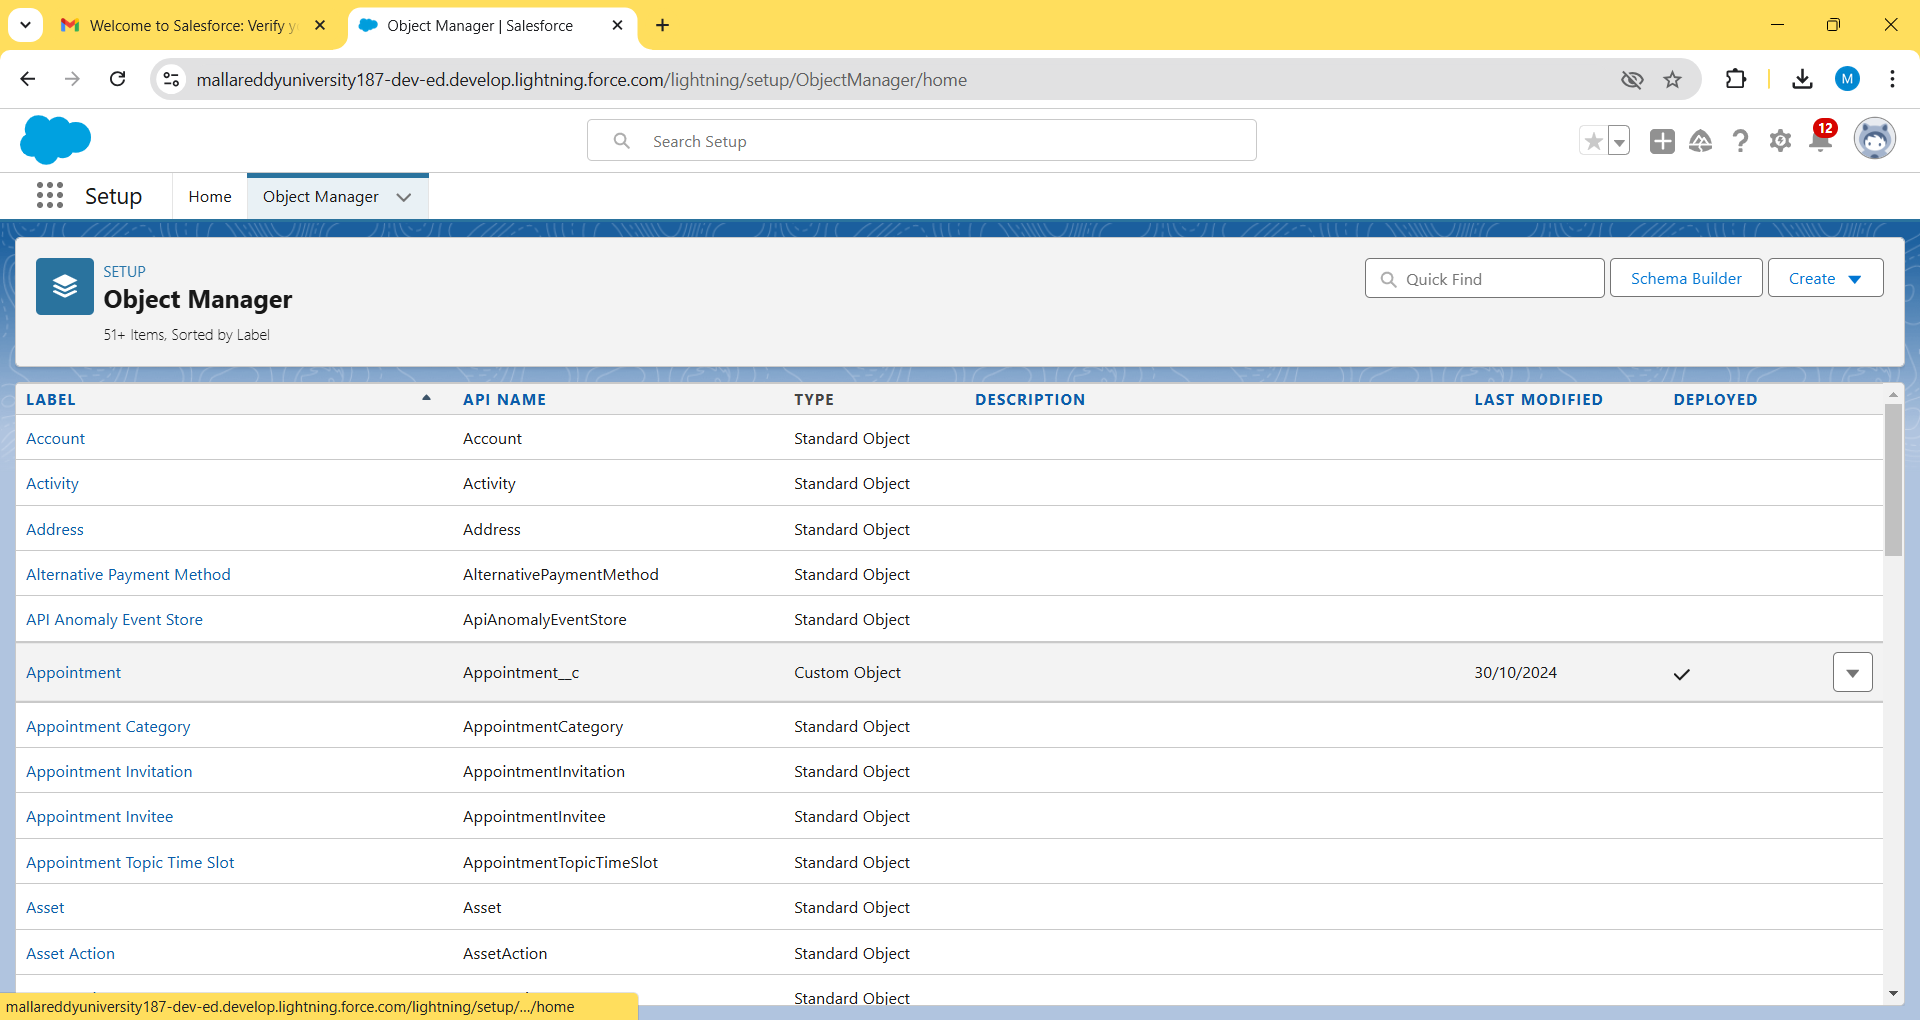 Welcome to Salesforce: Verify y
Object Manager | Salesforce
mallareddyuniversity187-dev-ed.develop.lightning.force.com/lightning/setup/ObjectManager/home
M
Search Setup
12
Setup
Home
Object Manager
SETUP
Object Manager
51+ Items, Sorted by Label
Quick Find
Schema Builder
Create
LABEL API NAME TYPE DESCRIPTION LAST MODIFIED DEPLOYED
Account Account Standard Object
Activity Activity Standard Object
Address Address Standard Object
Alternative Payment Method AlternativePaymentMethod Standard Object
API Anomaly Event Store ApiAnomalyEventStore Standard Object
Appointment Appointment__c Custom Object 30/10/2024
Appointment Category AppointmentCategory Standard Object
Appointment Invitation AppointmentInvitation Standard Object
Appointment Invitee AppointmentInvitee Standard Object
Appointment Topic Time Slot AppointmentTopicTimeSlot Standard Object
Asset Asset Standard Object
Asset Action AssetAction Standard Object
Standard Object
mallareddyuniversity187-dev-ed.develop.lightning.force.com/lightning/setup/.../home